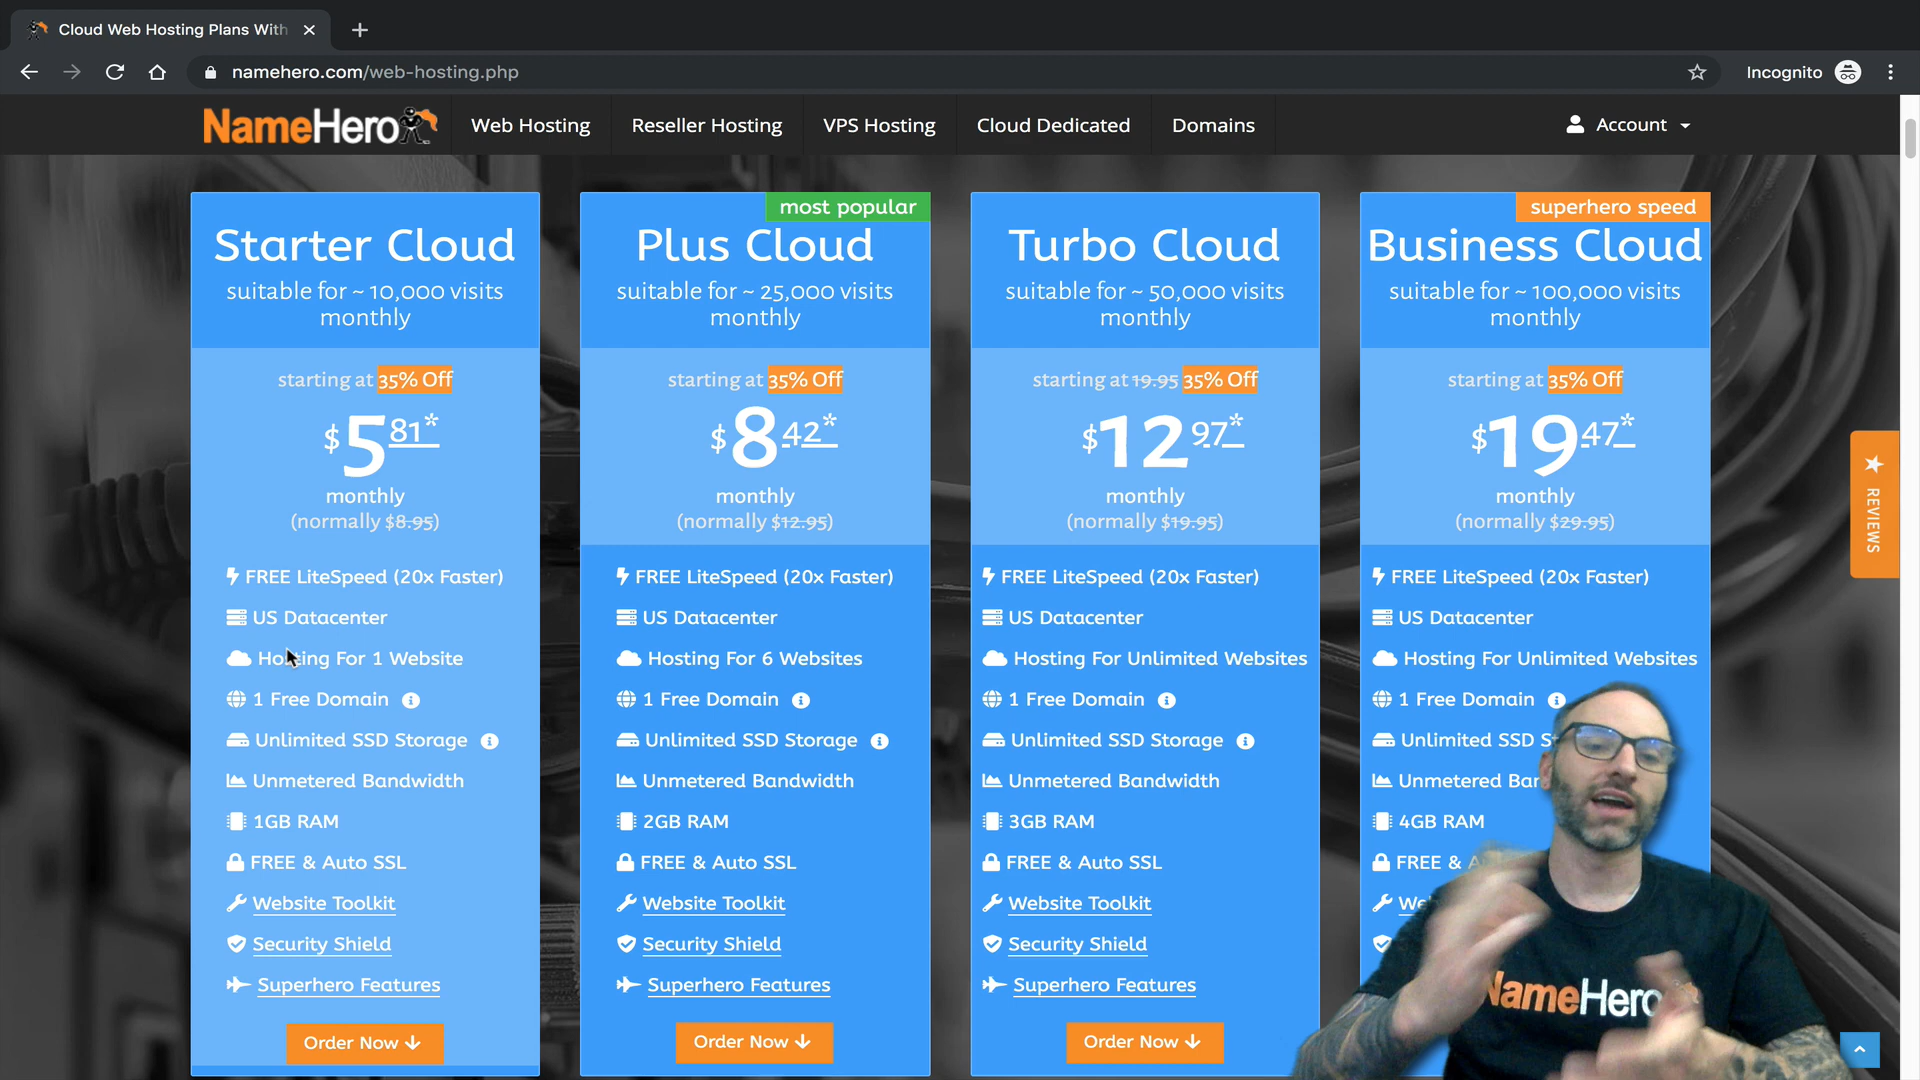 Cloud Web Hosting Plans With
namehero.com/web-hosting.php
Incognito
NameHero
Web Hosting
Reseller Hosting
VPS Hosting
Cloud Dedicated
Domains
Account
Starter Cloud
suitable for ~ 10,000 visits
monthly
starting at 35% Off
$5 81*
monthly
(normally $8.95)
FREE LiteSpeed (20x Faster)
US Datacenter
Hosting For 1 Website
1 Free Domain
Unlimited SSD Storage
Unmetered Bandwidth
1GB RAM
FREE & Auto SSL
Website Toolkit
Security Shield
Superhero Features
Order Now
most popular
Plus Cloud
suitable for ~ 25,000 visits
monthly
starting at 35% Off
$8 42*
monthly
(normally $12.95)
FREE LiteSpeed (20x Faster)
US Datacenter
Hosting For 6 Websites
1 Free Domain
Unlimited SSD Storage
Unmetered Bandwidth
2GB RAM
FREE & Auto SSL
Website Toolkit
Security Shield
Superhero Features
Order Now
Turbo Cloud
suitable for ~ 50,000 visits
monthly
starting at 19.95 35% Off
$12 97*
monthly
(normally $19.95)
FREE LiteSpeed (20x Faster)
US Datacenter
Hosting For Unlimited Websites
1 Free Domain
Unlimited SSD Storage
Unmetered Bandwidth
3GB RAM
FREE & Auto SSL
Website Toolkit
Security Shield
Superhero Features
Order Now
superhero speed
Business Cloud
suitable for ~ 100,000 visits
monthly
starting at 35% Off
$19 47*
monthly
(normally $29.95)
FREE LiteSpeed (20x Faster)
US Datacenter
Hosting For Unlimited Websites
1 Free Domain
Unlimited SSD
Unmetered
4GB RAM
FREE &
REVIEWS
NameHero